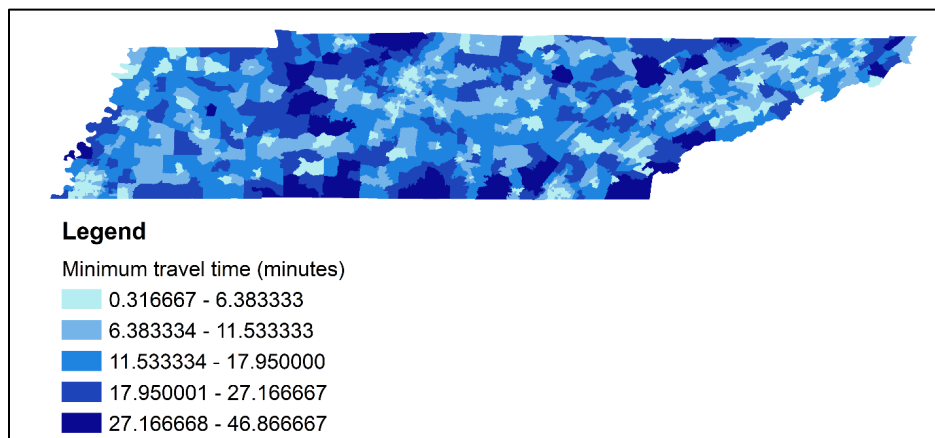 Legend
Minimum travel time (minutes)
0.316667 - 6.383333
6.383334 - 11.533333
11.533334 - 17.950000
17.950001 - 27.166667
27.166668 - 46.866667